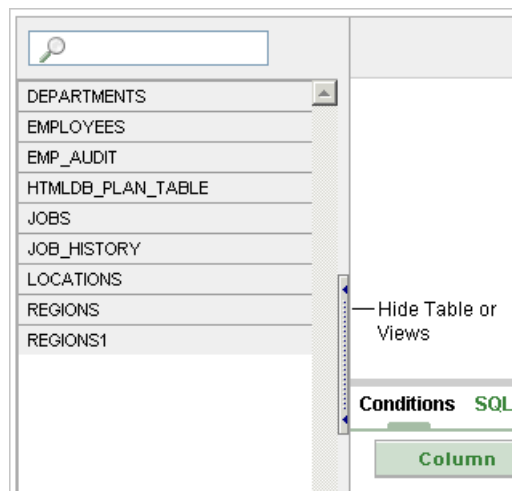 DEPARTMENTS
EMPLOYEES
EMP_AUDIT
HTMLDB_PLAN_TABLE
JOBS
JOB_HISTORY
LOCATIONS
REGIONS
REGIONS1
Hide Table or
Views
Conditions SQL
Column